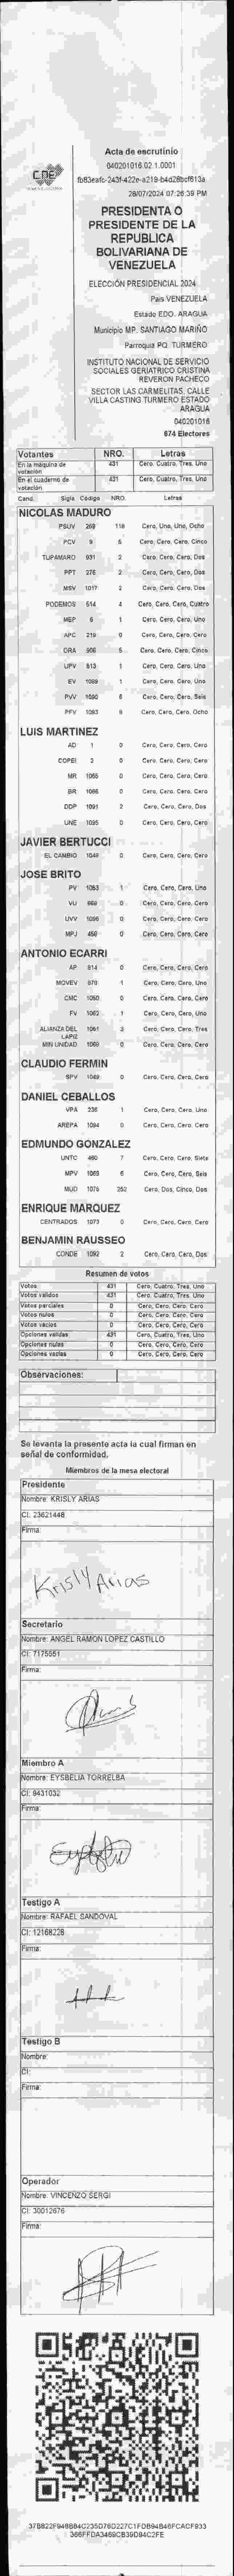 Acta de escrutinio
040201016.02.1.0001
CNE
fb83eafc-243f-422e-a219-b4d28bcf613a
28/07/2024 07:26:39 PM
PRESIDENTA O
PRESIDENTE DE LA
REPUBLICA
BOLIVARIANA DE
VENEZUELA
ELECCIÓN PRESIDENCIAL 2024
Pais VENEZUELA
Estado EDO. ARAGUA
Municipio MP. SANTIAGO MARIÑO
Parroquia PQ. TURMERO
INSTITUTO NACIONAL DE SERVICIO
SOCIALES GERIATRICO CRISTINA
REVERON PACHECO
SECTOR LAS CARMELITAS. CALLE
VILLA CASTING TURMERO ESTADO
ARAGUA
040201016
674 Electores
Votantes NRO. Letras
En la máquina de votación 431 Cero, Cuatro, Tres, Uno
En el cuaderno de votación 431 Cero, Cuatro, Tres, Uno
Cand. Sigla Código NRO. Letras
NICOLAS MADURO
PSUV 269 118 Cero, Uno, Uno, Ocho
PCV 9 5 Cero, Cero, Cero, Cinco
TUPAMARO 931 2 Cero, Cero, Cero, Dos
PPT 276 2 Cero, Cero, Cero, Dos
MSV 1017 2 Cero, Cero, Cero, Dos
PODEMOS 514 4 Cero, Cero, Cero, Cuatro
MEP 6 1 Cero, Cero, Cero, Uno
APC 219 0 Cero, Cero, Cero, Cero
ORA 906 5 Cero, Cero, Cero, Cinco
UPV 813 1 Cero, Cero, Cero, Uno
EV 1099 1 Cero, Cero, Cero, Uno
PVV 1090 6 Cero, Cero, Cero, Seis
PFV 1093 8 Cero, Cero, Cero, Ocho
LUIS MARTINEZ
AD 1 0 Cero, Cero, Cero, Cero
COPEI 3 0 Cero, Cero, Cero, Cero
MR 1065 0 Cero, Cero, Cero, Cero
BR 1086 0 Cero, Cero, Cero, Cero
DDP 1091 2 Cero, Cero, Cero, Dos
UNE 1095 0 Cero, Cero, Cero, Cero
JAVIER BERTUCCI
EL CAMBIO 1048 0 Cero, Cero, Cero, Cero
JOSE BRITO
PV 1053 1 Cero, Cero, Cero, Uno
VU 868 0 Cero, Cero, Cero, Cero
UVV 1096 0 Cero, Cero, Cero, Cero
MPJ 456 0 Cero, Cero, Cero, Cero
ANTONIO ECARRI
AP 814 0 Cero, Cero, Cero, Cero
MOVEV 870 1 Cero, Cero, Cero, Uno
CMC 1050 0 Cero, Cero, Cero, Cero
FV 1062 1 Cero, Cero, Cero, Uno
ALIANZA DEL LAPIZ 1061 3 Cero, Cero, Cero, Tres
MIN UNIDAD 1069 0 Cero, Cero, Cero, Cero
CLAUDIO FERMIN
SPV 1049 0 Cero, Cero, Cero, Cero
DANIEL CEBALLOS
VPA 236 1 Cero, Cero, Cero, Uno
AREPA 1094 0 Cero, Cero, Cero, Cero
EDMUNDO GONZALEZ
UNTC 460 7 Cero, Cero, Cero, Siete
MPV 1069 6 Cero, Cero, Cero, Seis
MUD 1076 252 Cero, Dos, Cinco, Dos
ENRIQUE MARQUEZ
CENTRADOS 1073 0 Cero, Cero, Cero, Cero
BENJAMIN RAUSSEO
CONDE 1092 2 Cero, Cero, Cero, Dos
Resumen de votos
Votos 431 Cero, Cuatro, Tres, Uno
Votos válidos 431 Cero, Cuatro, Tres, Uno
Votos parciales 0 Cero, Cero, Cero, Cero
Votos nulos 0 Cero, Cero, Cero, Cero
Votos vacíos 0 Cero, Cero, Cero, Cero
Opciones validas 431 Cero, Cuatro, Tres, Uno
Opciones nulas 0 Cero, Cero, Cero, Cero
Opciones vacías 0 Cero, Cero, Cero, Cero
Observaciones:
Se levanta la presente acta la cual firman en
señal de conformidad.
Miembros de la mesa electoral
Presidente
Nombre: KRISLY ARIAS
CI: 23621448
Firma:
Krisly Arias
Secretario
Nombre: ANGEL RAMON LOPEZ CASTILLO
CI: 7175551
Firma:
Miembro A
Nombre: EYSBELIA TORRELBA
CI: 9431032
Firma:
Testigo A
Nombre: RAFAEL SANDOVAL
CI: 12168228
Firma:
Testigo B
Nombre:
CI:
Firma:
Operador
Nombre: VINCENZO SERGI
CI: 30012676
Firma:
37B822F948B84C235D76D227C1FDB94B46FCACF933
366FFDA3469CB39D94C2FE